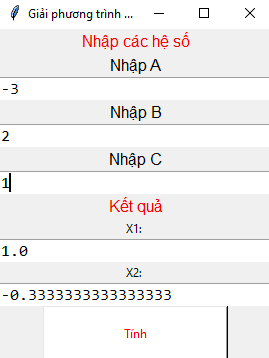 Giải phương trình ...
Nhập các hệ số
Nhập A
-3
Nhập B
2
Nhập C
1
Kết quả
X1:
1.0
X2:
-0.3333333333333333
Tính